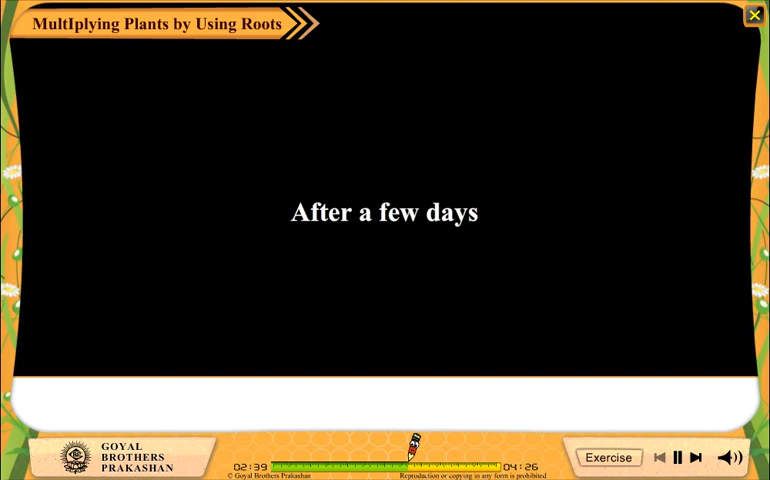 MultIplying Plants by Using Roots
After a few days
GOYAL
BROTHERS
PRAKASHAN
02:39
04:26
© Goyal Brothers Prakashan
Reproduction or copying in any form is prohibited
Exercise